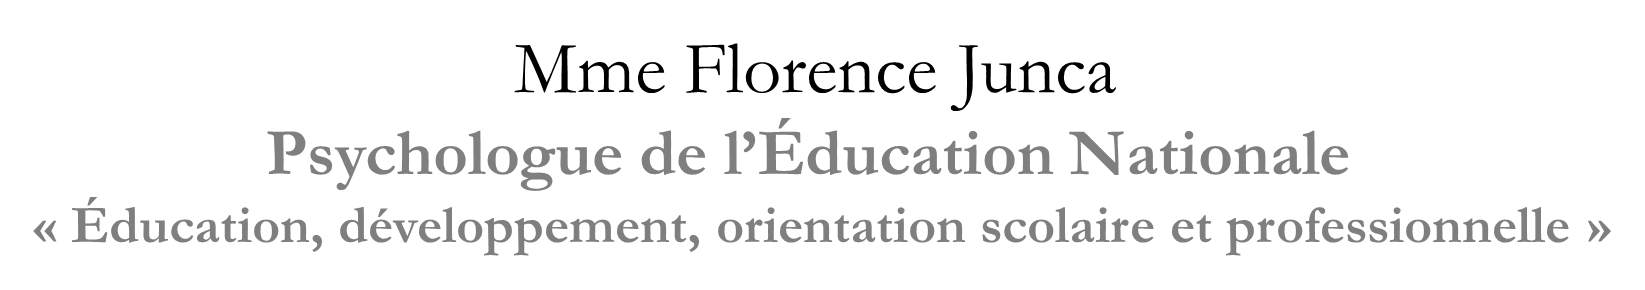 Mme Florence Junca
Psychologue de l’Éducation Nationale
« Éducation, développement, orientation scolaire et professionnelle »